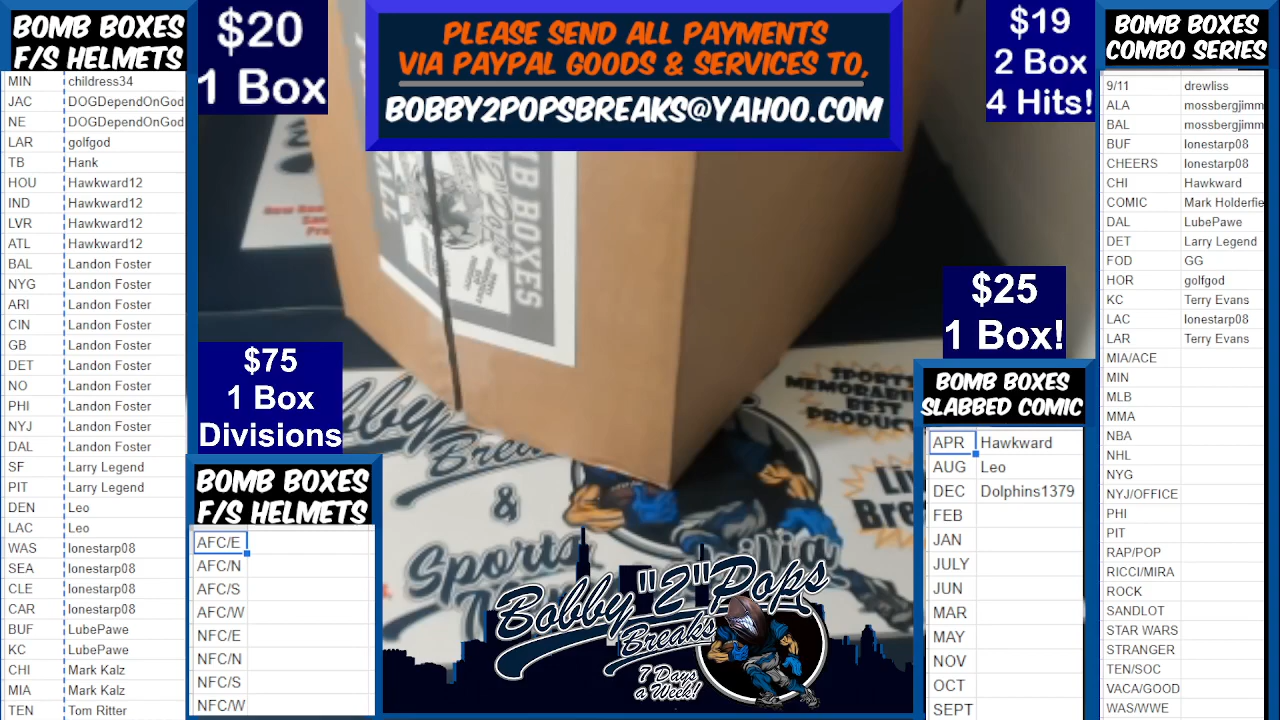 BOMB BOXES
F/S HELMETS
MIN childress34
JAC DOGDependOnGod
NE DOGDependOnGod
LAR golfgod
TB Hank
HOU Hawkward12
IND Hawkward12
LVR Hawkward12
ATL Hawkward12
BAL Landon Foster
NYG Landon Foster
ARI Landon Foster
CIN Landon Foster
GB Landon Foster
DET Landon Foster
NO Landon Foster
PHI Landon Foster
NYJ Landon Foster
DAL Landon Foster
SF Larry Legend
PIT Larry Legend
DEN Leo
LAC Leo
WAS lonestarp08
SEA lonestarp08
CLE lonestarp08
CAR lonestarp08
BUF LubePawe
KC LubePawe
CHI Mark Kalz
MIA Mark Kalz
TEN Tom Ritter
$20
1 Box
PLEASE SEND ALL PAYMENTS
VIA PAYPAL GOODS & SERVICES TO,
BOBBY2POPSBREAKS@YAHOO.COM
$19
2 Box
4 Hits!
$75
1 Box
Divisions
BOMB BOXES
F/S HELMETS
AFC/E
AFC/N
AFC/S
AFC/W
NFC/E
NFC/N
NFC/S
NFC/W
B BOXES
&
Sports
SPORTS
BEST
Bobby "2" Pops
Breaks
7 Days
a Week!
$25
1 Box!
BOMB BOXES
SLABBED COMIC
APR Hawkward
AUG Leo
DEC Dolphins1379
FEB
JAN
JULY
JUN
MAR
MAY
NOV
OCT
SEPT
BOMB BOXES
COMBO SERIES
9/11 drewliss
ALA mossbergjimm
BAL mossbergjimm
BUF lonestarp08
CHEERS lonestarp08
CHI Hawkward
COMIC Mark Holderfie
DAL LubePawe
DET Larry Legend
FOD GG
HOR golfgod
KC Terry Evans
LAC lonestarp08
LAR Terry Evans
MIA/ACE
MIN
MLB
MMA
NBA
NHL
NYG
NYJ/OFFICE
PHI
PIT
RAP/POP
RICCI/MIRA
ROCK
SANDLOT
STAR WARS
STRANGER
TEN/SOC
VACA/GOOD
WAS/WWE